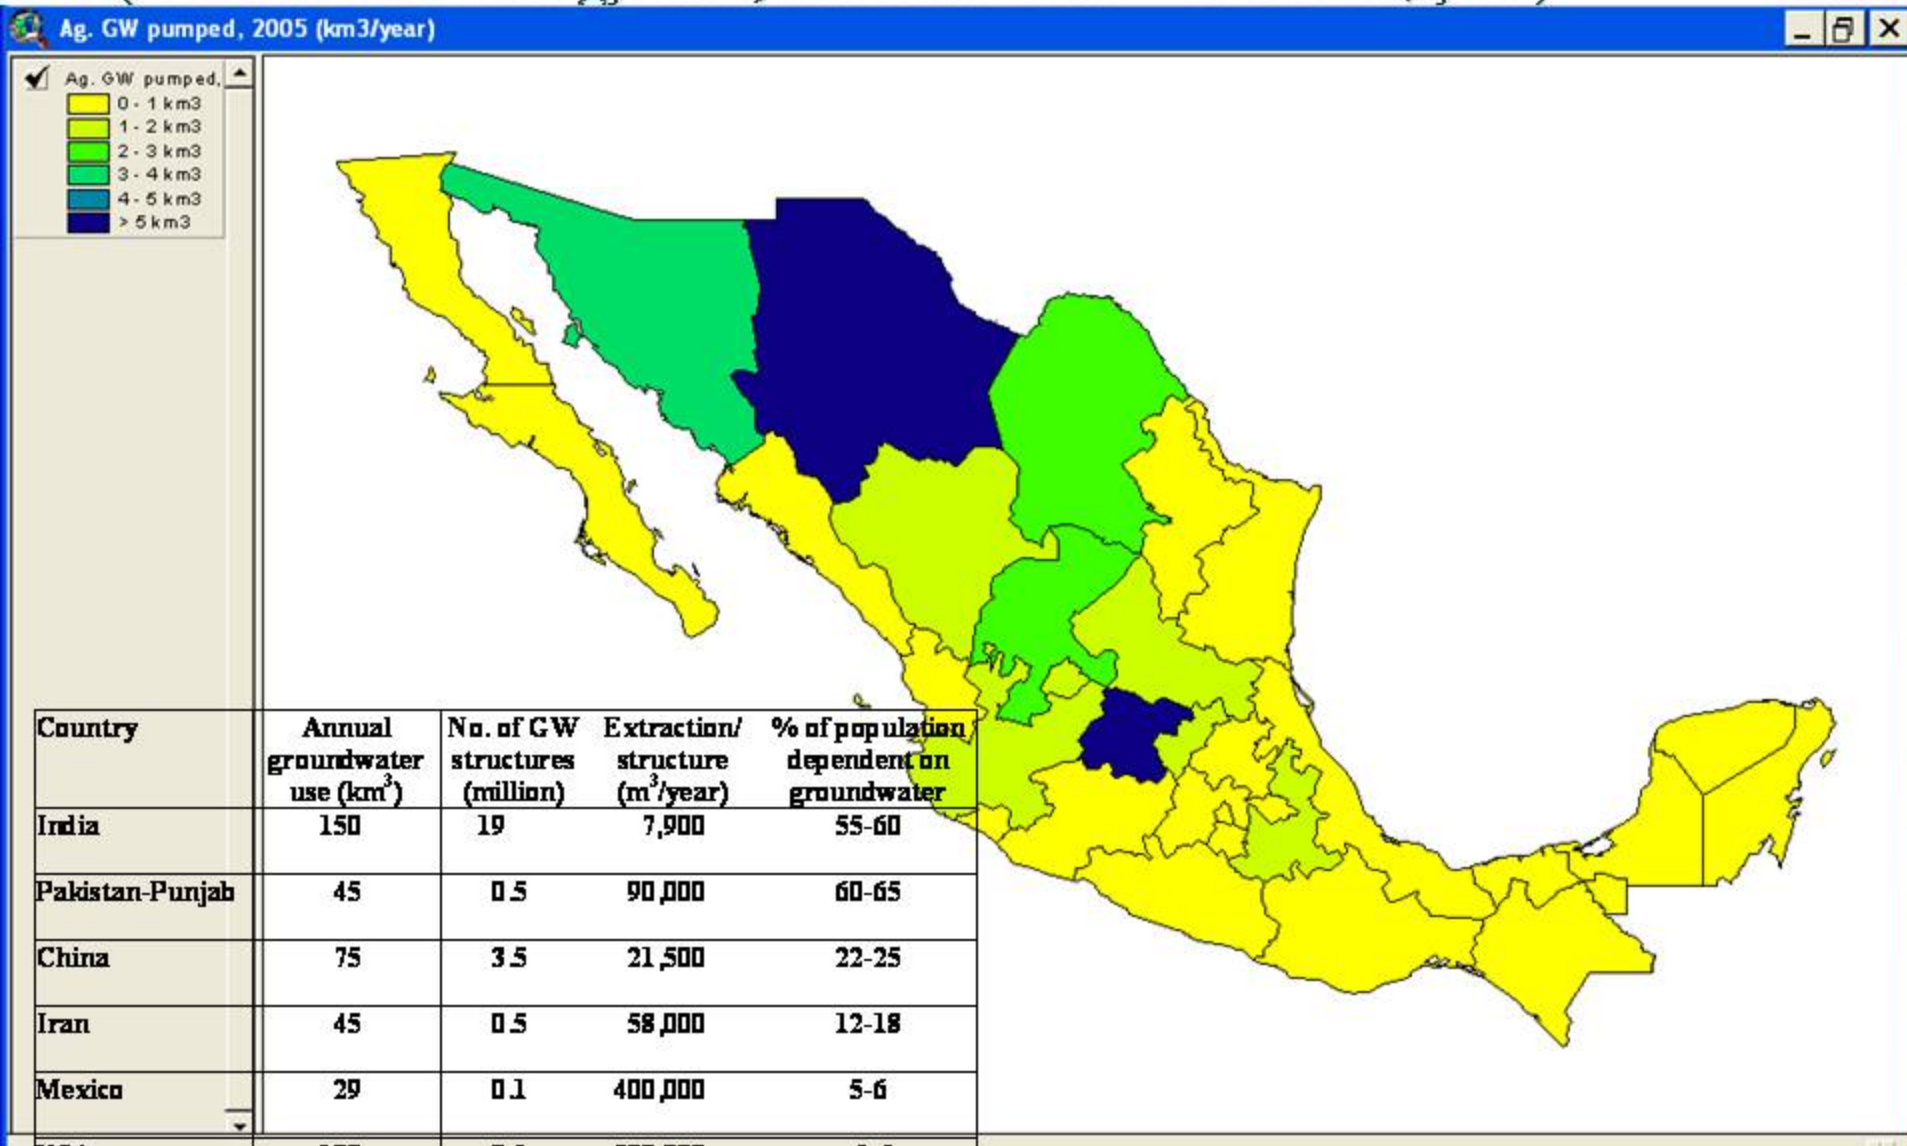 Ag. GW pumped, 2005 (km3/year)
Ag. GW pumped,
0 - 1 km3
1 - 2 km3
2 - 3 km3
3 - 4 km3
4 - 5 km3
> 5 km3
Country Annual groundwater use (km³) No. of GW structures (million) Extraction/ structure (m³/year) % of population dependent on groundwater
India 150 19 7,900 55-60
Pakistan-Punjab 45 0.5 90,000 60-65
China 75 3.5 21,500 22-25
Iran 45 0.5 58,000 12-18
Mexico 29 0.1 400,000 5-6